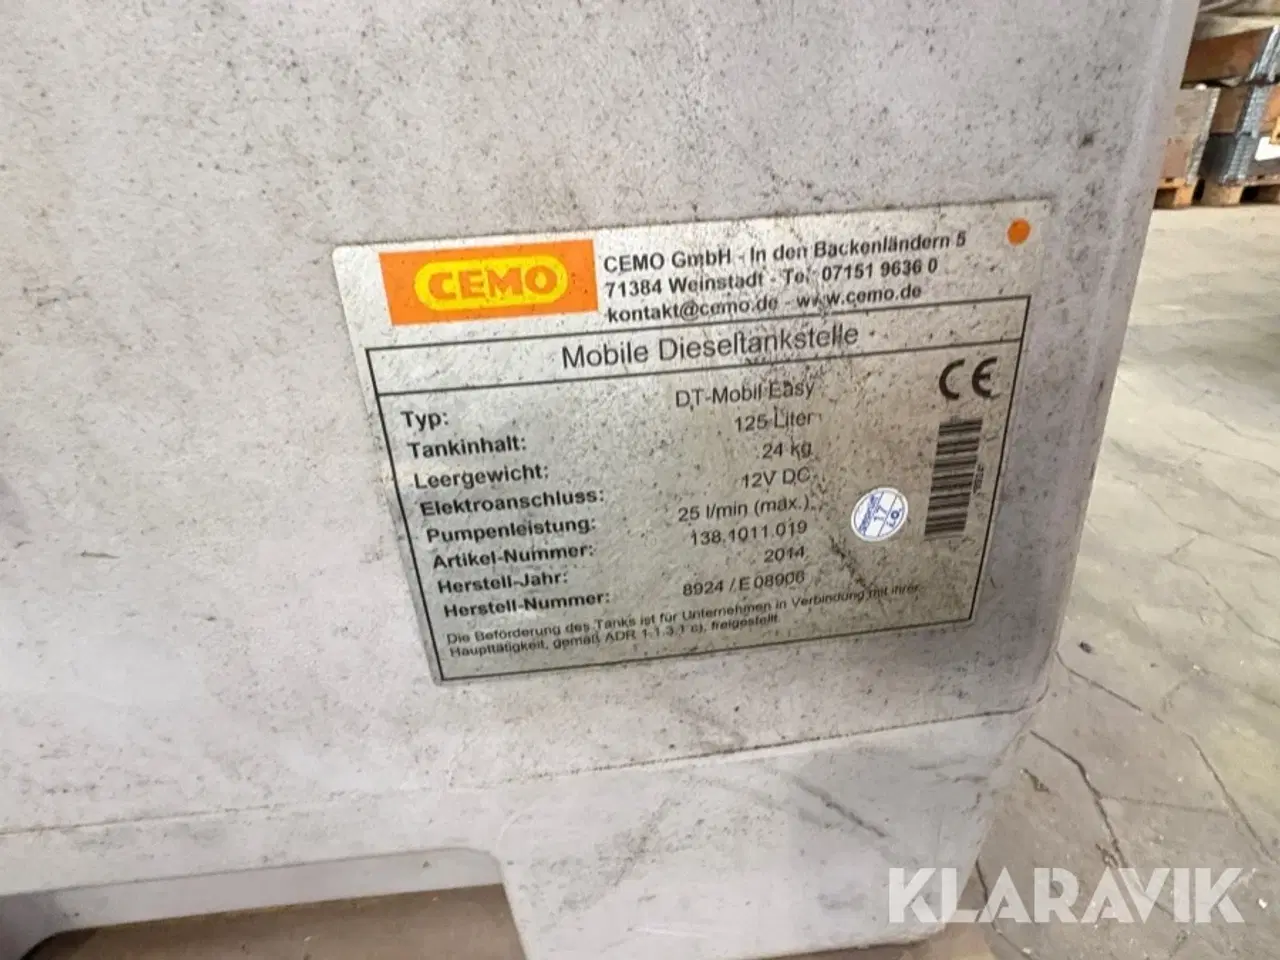 CEMO
CEMO GmbH - In den Backenländern 5
71384 Weinstadt - Tel 07151 9636 0
kontakt@cemo.de - www.cemo.de
Mobile Dieseltankstelle
CE
Typ: DT-Mobil Easy
Tankinhalt: 125 Liter
Leergewicht: 24 kg
Elektroanschluss: 12V DC
Pumpenleistung: 25 l/min (max.)
Artikel-Nummer: 138.1011.019
Herstell-Jahr: 2014
Herstell-Nummer: 8924 / E 08906
17
i.O.
Die Beförderung des Tanks ist für Unternehmen in Verbindung mit ihrer
Haupttätigkeit, gemäß ADR 1.1.3.1 c), freigestellt.
KLARAVIK